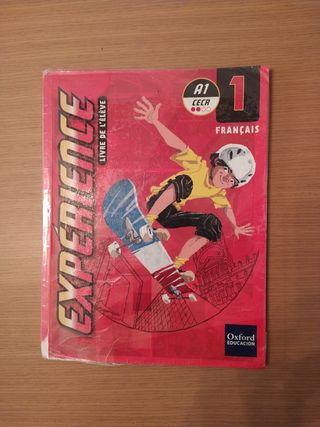 EXPÉRIENCE
LIVRE DE L'ÉLÈVE
A1
CECR
1
FRANÇAIS
Oxford
EDUCACIÓN